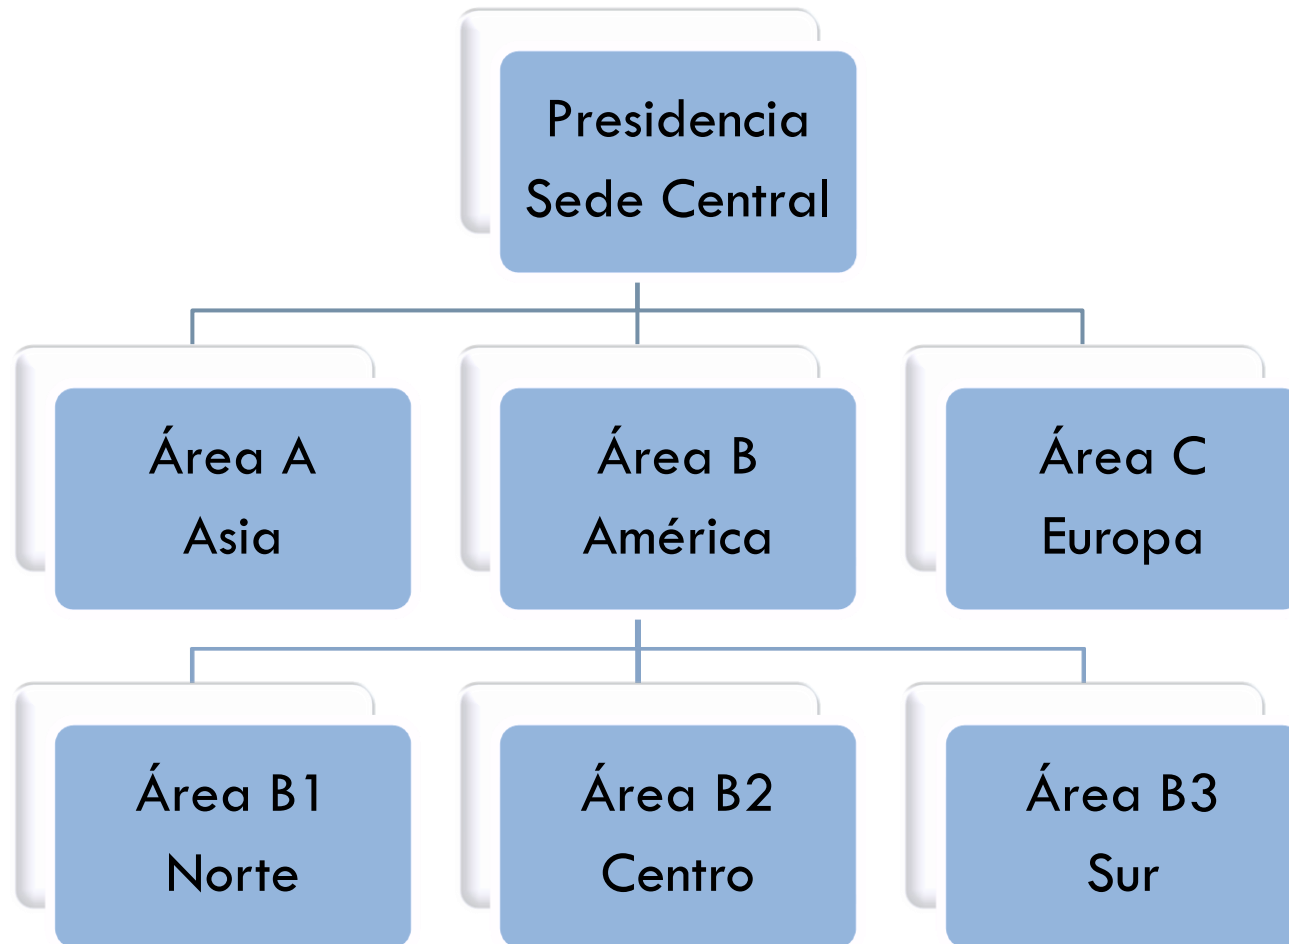 Presidencia
Sede Central
Área A
Asia
Área B
América
Área C
Europa
Área B1
Norte
Área B2
Centro
Área B3
Sur